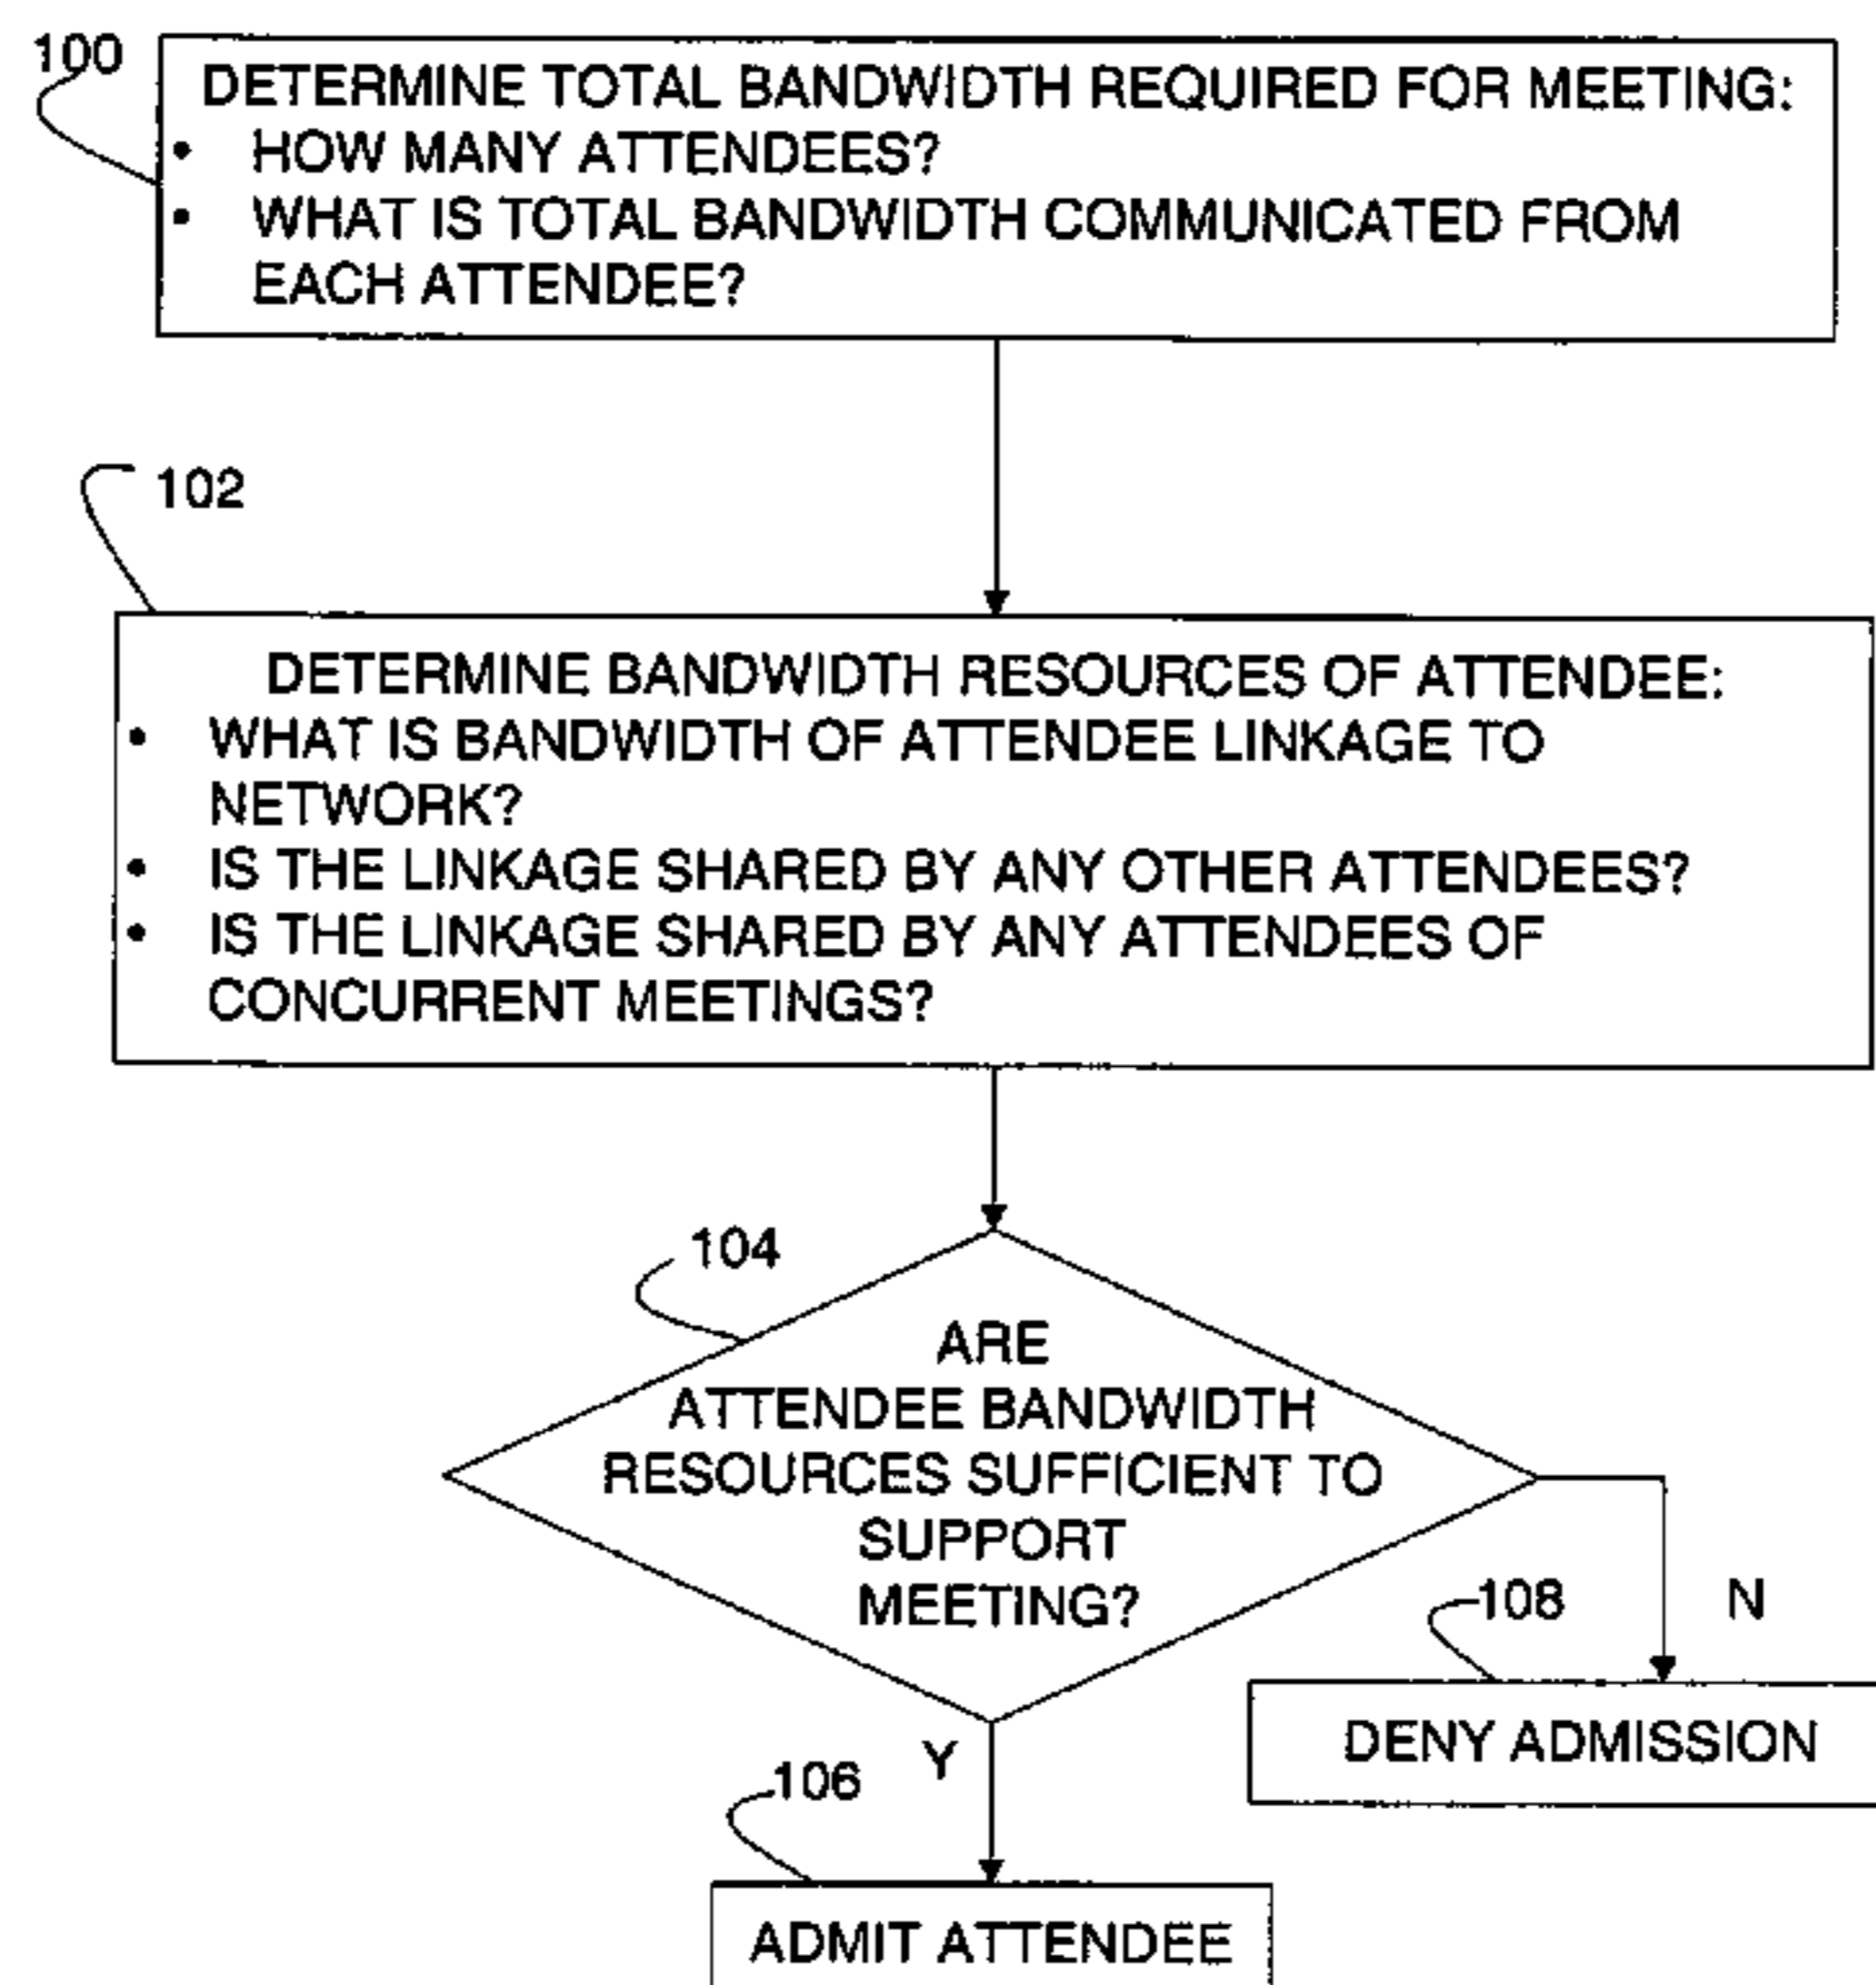 100
DETERMINE TOTAL BANDWIDTH REQUIRED FOR MEETING:
• HOW MANY ATTENDEES?
• WHAT IS TOTAL BANDWIDTH COMMUNICATED FROM
EACH ATTENDEE?
102
DETERMINE BANDWIDTH RESOURCES OF ATTENDEE:
• WHAT IS BANDWIDTH OF ATTENDEE LINKAGE TO
NETWORK?
• IS THE LINKAGE SHARED BY ANY OTHER ATTENDEES?
• IS THE LINKAGE SHARED BY ANY ATTENDEES OF
CONCURRENT MEETINGS?
104
ARE
ATTENDEE BANDWIDTH
RESOURCES SUFFICIENT TO
SUPPORT
MEETING?
108
N
DENY ADMISSION
Y
106
ADMIT ATTENDEE